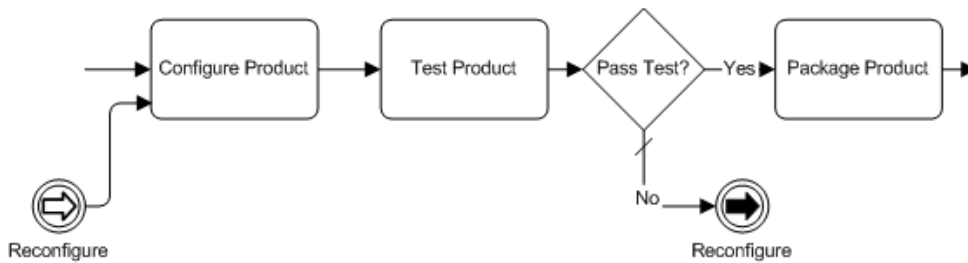 Configure Product
Test Product
Pass Test?
Yes
Package Product
No
Reconfigure
Reconfigure